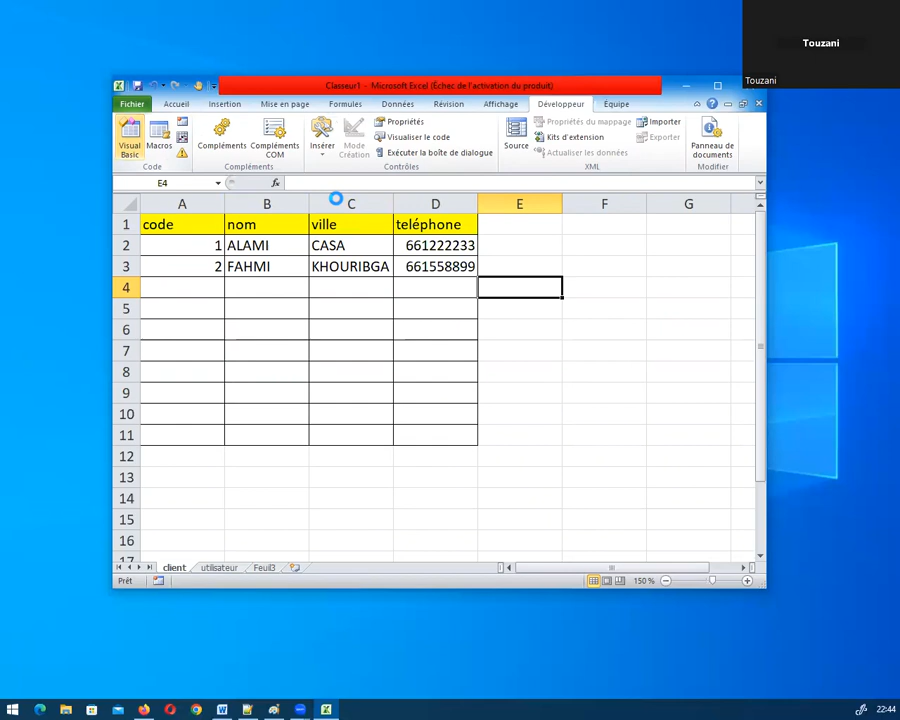 Touzani
Touzani
Classeur1 - Microsoft Excel (Échec de l'activation du produit)
Fichier Accueil Insertion Mise en page Formules Données Révision Affichage Développeur Équipe
Visual Basic
Macros
Code
Compléments
Compléments COM
Compléments
Insérer
Mode Création
Propriétés
Visualiser le code
Exécuter la boîte de dialogue
Contrôles
Source
Propriétés du mappage
Kits d'extension
Actualiser les données
Importer
Exporter
XML
Panneau de documents
Modifier
E4 fx
A B C D E F G
1 code nom ville teléphone
2 1 ALAMI CASA 661222233
3 2 FAHMI KHOURIBGA 661558899
4
5
6
7
8
9
10
11
12
13
14
15
16
17
client utilisateur Feuil3
Prêt 150 %
22:44